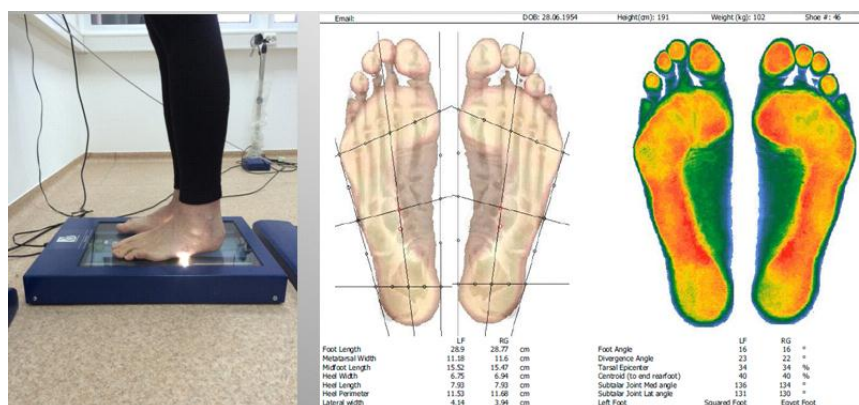 Email: DOB: 28.06.1954 Height(cm): 191 Weight (kg): 102 Shoe #: 46
LF RG
Foot Length 28.9 28.77 cm
Metatarsal Width 11.18 11.6 cm
Midfoot Length 15.52 15.47 cm
Heel Width 6.75 6.94 cm
Heel Length 7.93 7.93 cm
Heel Perimeter 11.53 11.68 cm
Lateral width 4.14 3.94 cm
LF RG
Foot Angle 16 16 °
Divergence Angle 23 22 °
Tarsal Epicenter 34 34 %
Centroid (to end rearfoot) 40 40 %
Subtalar Joint Med angle 136 134 °
Subtalar Joint Lat angle 131 130 °
Left Foot Squared Foot Egypt Foot